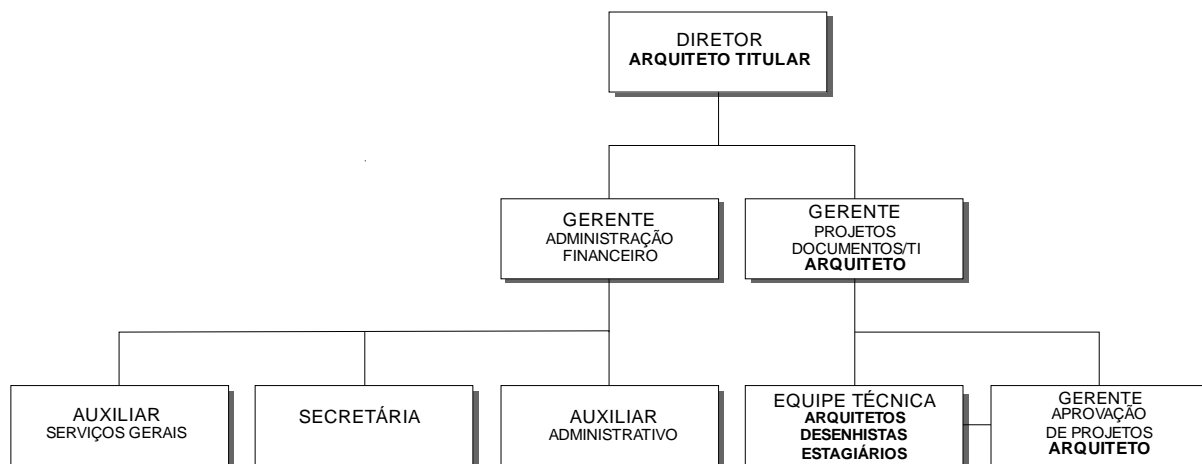 DIRETOR
ARQUITETO TITULAR
GERENTE
ADMINISTRAÇÃO
FINANCEIRO
GERENTE
PROJETOS
DOCUMENTOS/TI
ARQUITETO
AUXILIAR
SERVIÇOS GERAIS
SECRETÁRIA
AUXILIAR
ADMINISTRATIVO
EQUIPE TÉCNICA
ARQUITETOS
DESENHISTAS
ESTAGIÁRIOS
GERENTE
APROVAÇÃO
DE PROJETOS
ARQUITETO